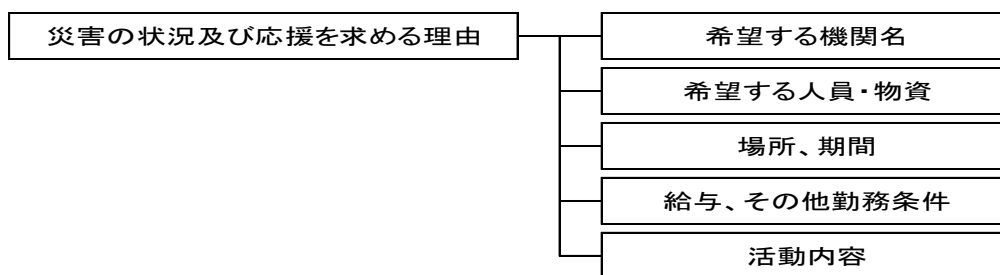 災害の状況及び応援を求める理由
希望する機関名
希望する人員・物資
場所、期間
給与、その他勤務条件
活動内容